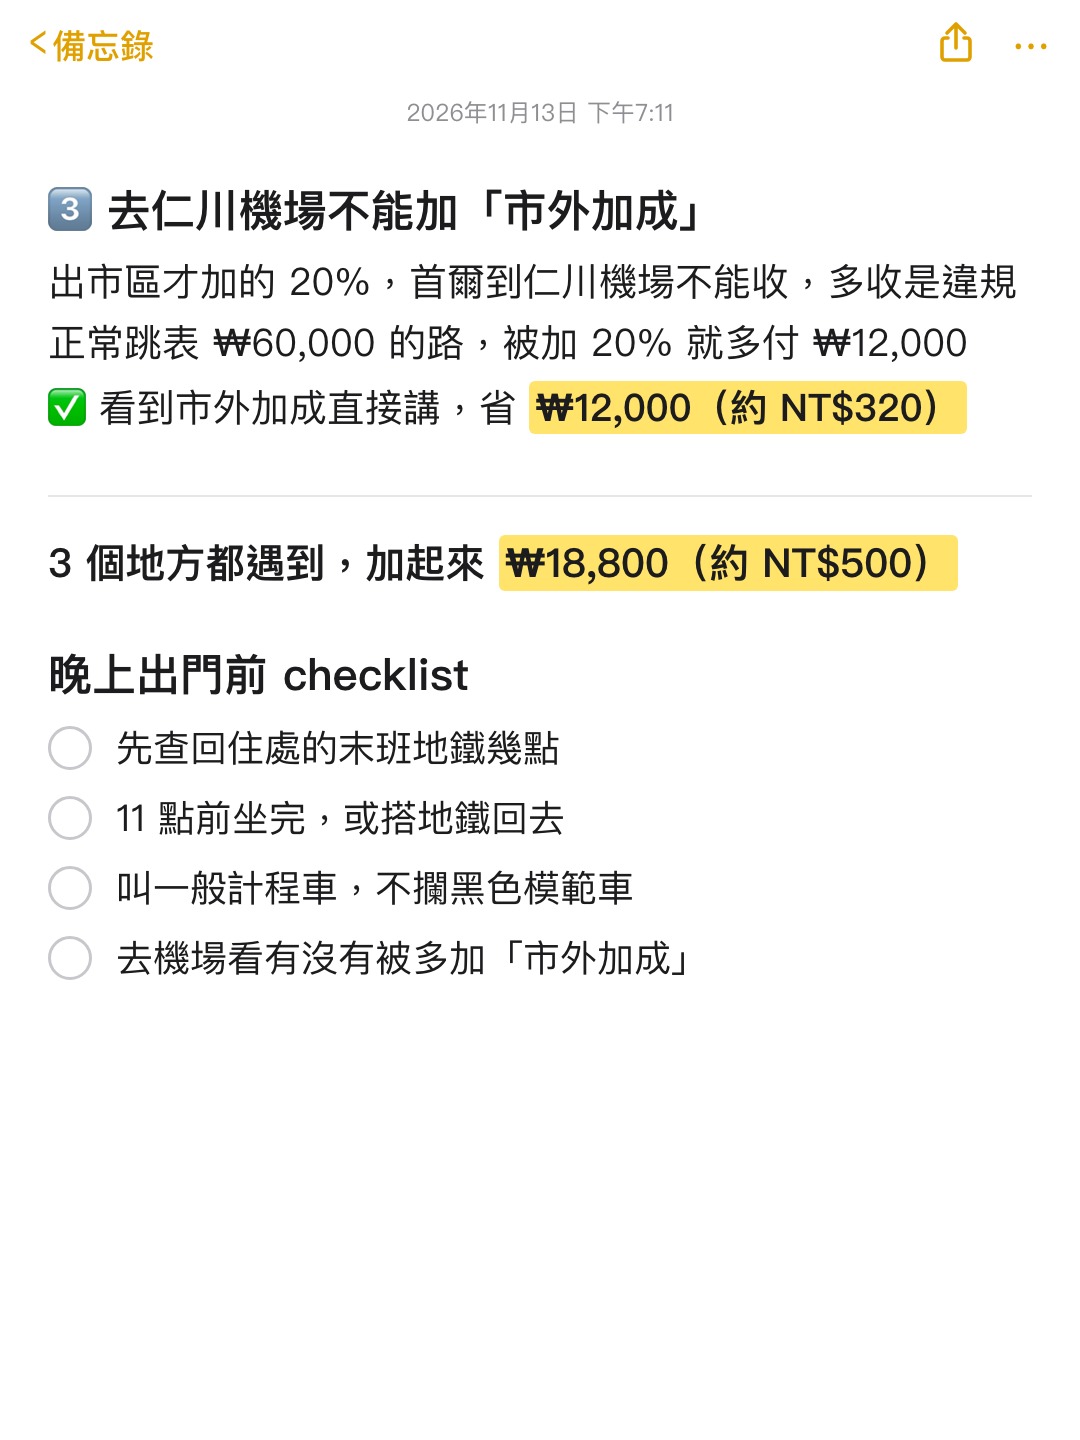 備忘錄
2026年11月13日 下午7:11
3️⃣ 去仁川機場不能加「市外加成」
出市區才加的 20%，首爾到仁川機場不能收，多收是違規
正常跳表 ₩60,000 的路，被加 20% 就多付 ₩12,000
✅ 看到市外加成直接講，省 ₩12,000（約 NT$320）
3 個地方都遇到，加起來 ₩18,800（約 NT$500）
晚上出門前 checklist
先查回住處的末班地鐵幾點
11 點前坐完，或搭地鐵回去
叫一般計程車，不攔黑色模範車
去機場看有沒有被多加「市外加成」